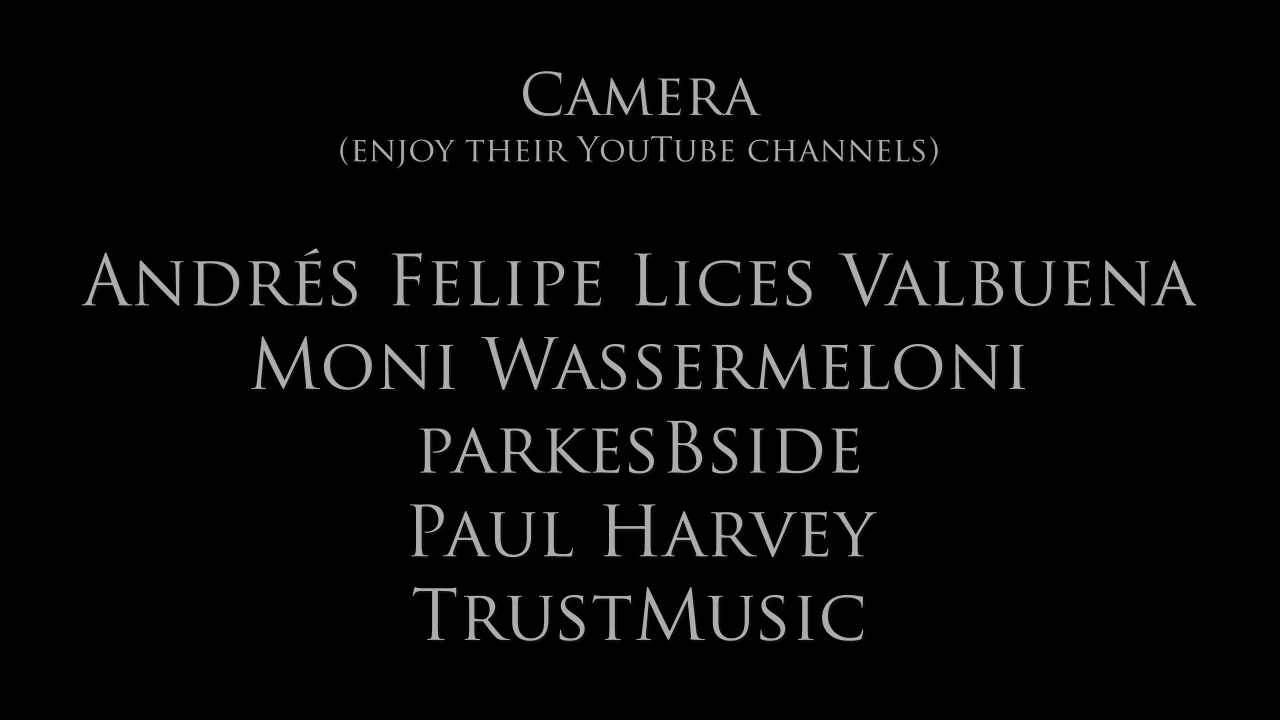 Camera
(enjoy their YouTube channels)
Andrés Felipe Lices Valbuena
Moni Wassermeloni
parkesBside
Paul Harvey
TrustMusic